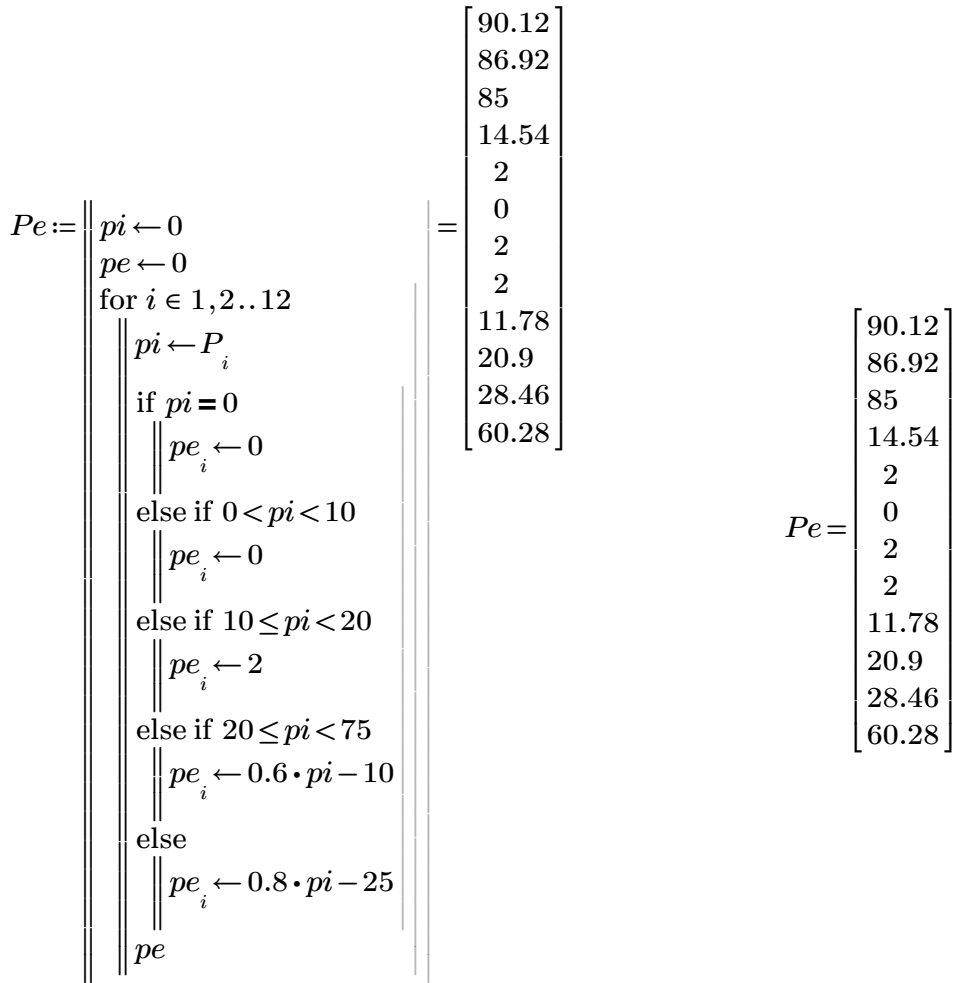 Pe≔
pi←0
pe←0
for i∈1,2..12
pi←P_i
if pi=0
pe_i←0
else if 0<pi<10
pe_i←0
else if 10≤pi<20
pe_i←2
else if 20≤pi<75
pe_i←0.6·pi−10
else
pe_i←0.8·pi−25
pe
=
90.12
86.92
85
14.54
2
0
2
2
11.78
20.9
28.46
60.28
Pe=
90.12
86.92
85
14.54
2
0
2
2
11.78
20.9
28.46
60.28